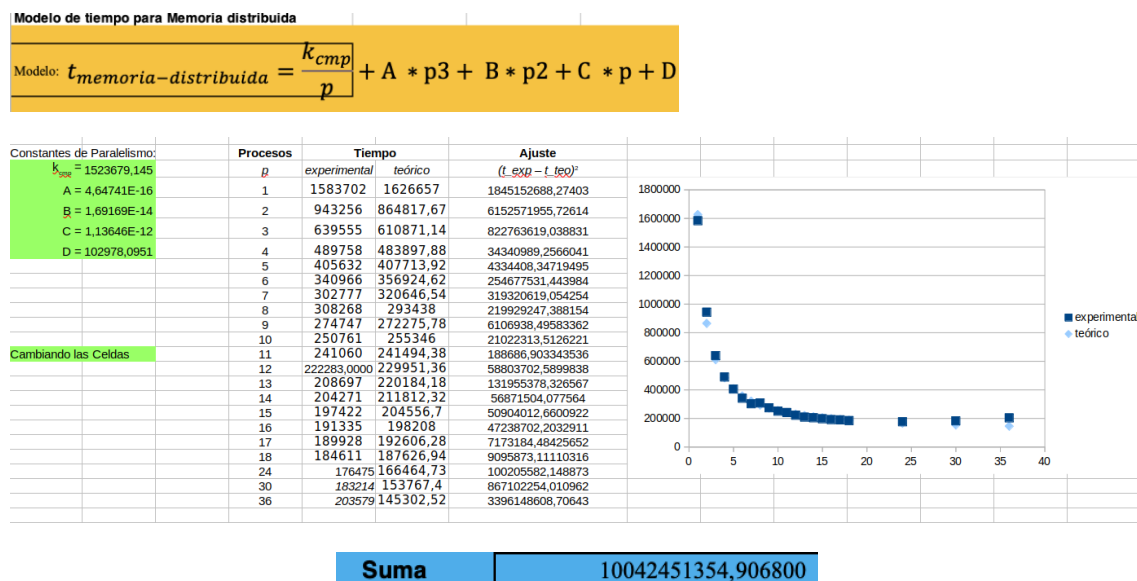 Modelo de tiempo para Memoria distribuida
Modelo: t_memoria−distribuida = k_cmp / p + A * p3 + B * p2 + C * p + D
Constantes de Paralelismo: Procesos Tiempo Ajuste
k_sec = 1523679,145 p experimental teórico (t_exp – t_teo)²
A = 4,64741E-16 1 1583702 1626657 1845152688,27403
B = 1,69169E-14 2 943256 864817,67 6152571955,72614
C = 1,13646E-12 3 639555 610871,14 822763619,038831
D = 102978,0951 4 489758 483897,88 34340989,2566041
5 405632 407713,92 4334408,34719495
6 340966 356924,62 254677531,443984
7 302777 320646,54 319320619,054254
8 308268 293438 219929247,388154
9 274747 272275,78 6106938,49583362
10 250761 255346 21022313,5126221
Cambiando las Celdas 11 241060 241494,38 188686,903343536
12 222283,0000 229951,36 58803702,5899838
13 208697 220184,18 131955378,326567
14 204271 211812,32 56871504,077564
15 197422 204556,7 50904012,6600922
16 191335 198208 47238702,2032911
17 189928 192606,28 7173184,48425652
18 184611 187626,94 9095873,11110316
24 176475 166464,73 100205582,148873
30 183214 153767,4 867102254,010962
36 203579 145302,52 3396148608,70643
1800000
1600000
1400000
1200000
1000000
800000
600000
400000
200000
0
0 5 10 15 20 25 30 35 40
experimental
teórico
Suma 10042451354,906800